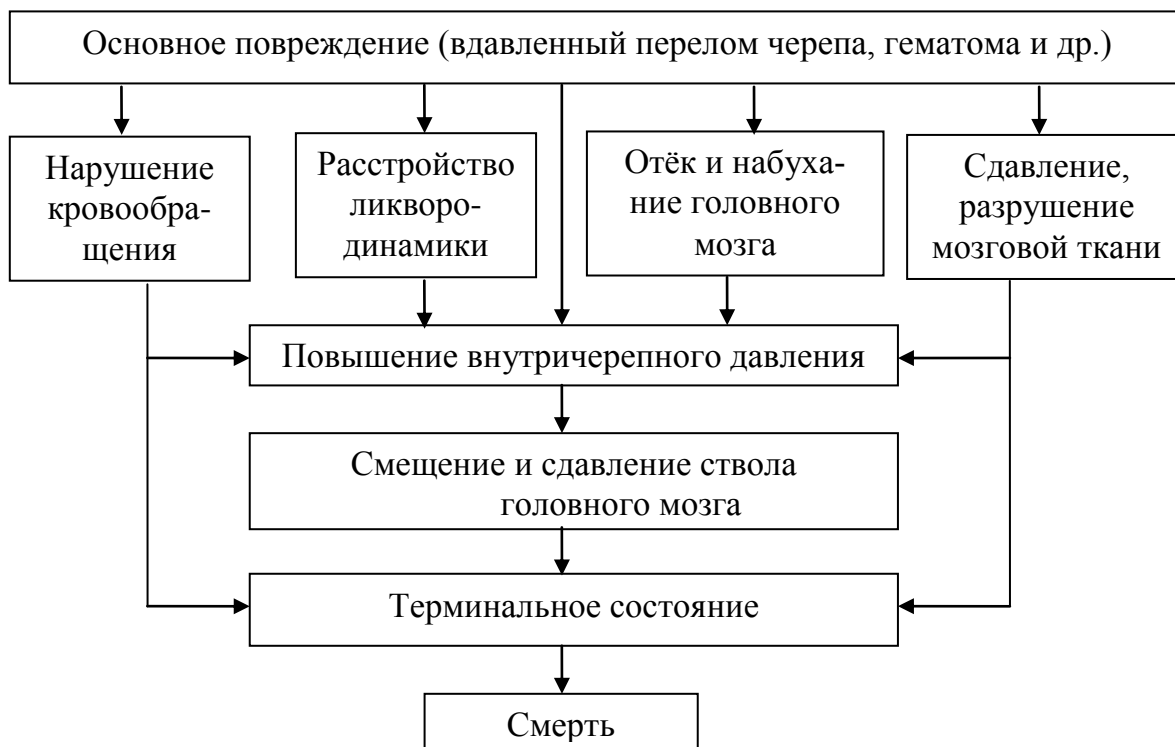 Основное повреждение (вдавленный перелом черепа, гематома и др.)
Нарушение
кровообра-
щения
Расстройство
ликворо-
динамики
Отёк и набуха-
ние головного
мозга
Сдавление,
разрушение
мозговой ткани
Повышение внутричерепного давления
Смещение и сдавление ствола
головного мозга
Терминальное состояние
Смерть